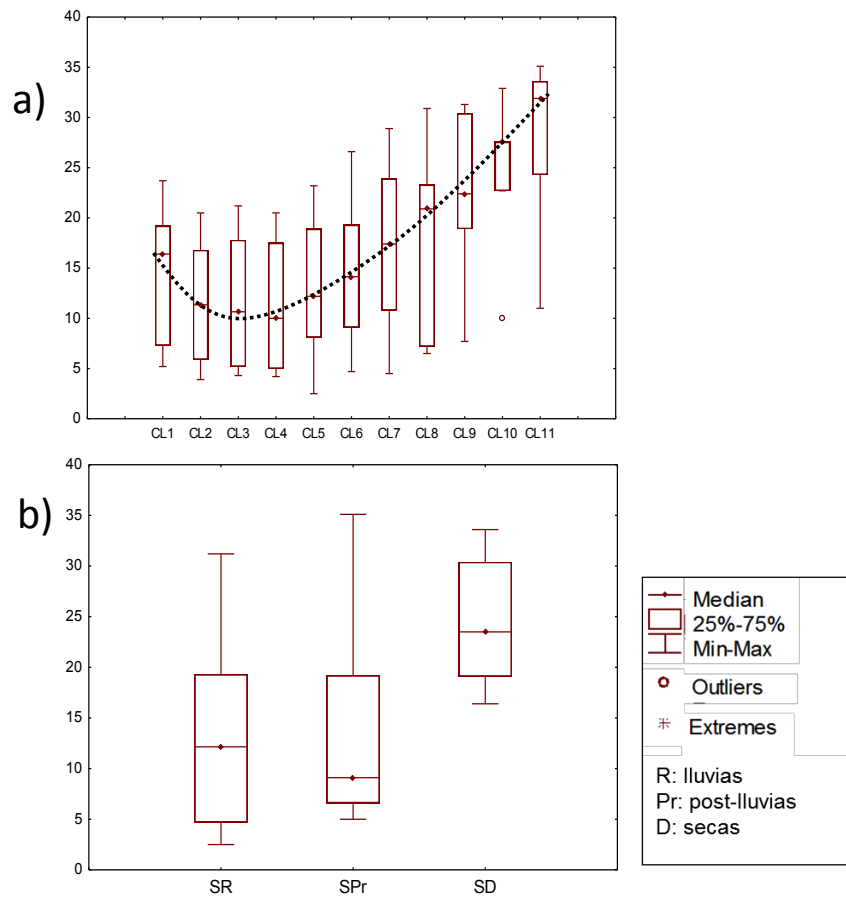 a)
40
35
30
25
20
15
10
5
0
CL1 CL2 CL3 CL4 CL5 CL6 CL7 CL8 CL9 CL10 CL11
b)
40
35
30
25
20
15
10
5
0
SR SPr SD
Median
25%-75%
Min-Max
Outliers
Extremes
R: lluvias
Pr: post-lluvias
D: secas